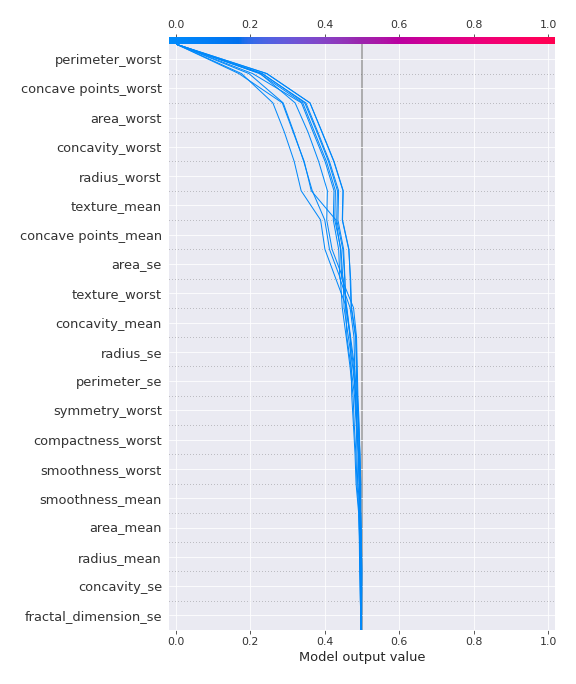 0.0 0.2 0.4 0.6 0.8 1.0
perimeter_worst
concave points_worst
area_worst
concavity_worst
radius_worst
texture_mean
concave points_mean
area_se
texture_worst
concavity_mean
radius_se
perimeter_se
symmetry_worst
compactness_worst
smoothness_worst
smoothness_mean
area_mean
radius_mean
concavity_se
fractal_dimension_se
0.0 0.2 0.4 0.6 0.8 1.0
Model output value